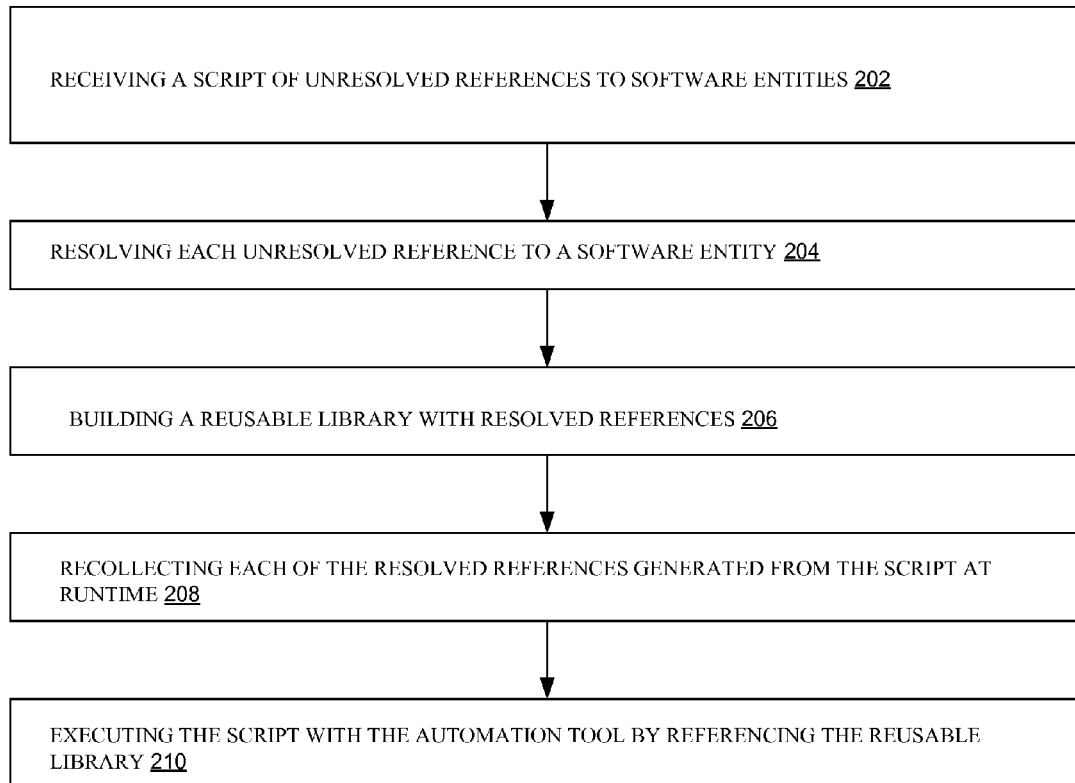 RECEIVING A SCRIPT OF UNRESOLVED REFERENCES TO SOFTWARE ENTITIES 202
RESOLVING EACH UNRESOLVED REFERENCE TO A SOFTWARE ENTITY 204
BUILDING A REUSABLE LIBRARY WITH RESOLVED REFERENCES 206
RECOLLECTING EACH OF THE RESOLVED REFERENCES GENERATED FROM THE SCRIPT AT
RUNTIME 208
EXECUTING THE SCRIPT WITH THE AUTOMATION TOOL BY REFERENCING THE REUSABLE
LIBRARY 210